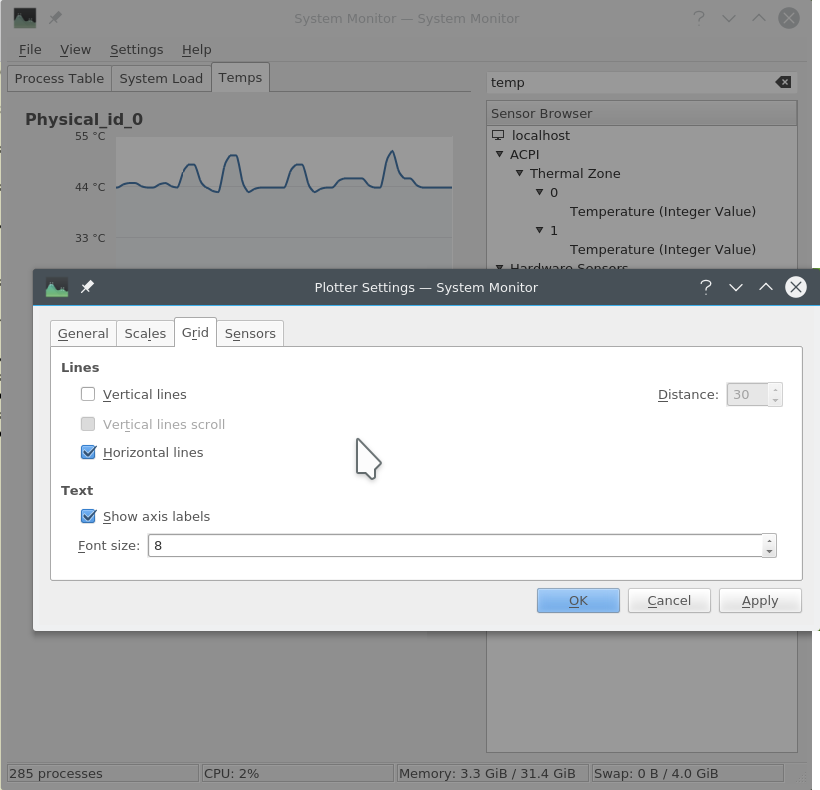 System Monitor — System Monitor
File View Settings Help
Process Table System Load Temps
temp
Physical_id_0
55 °C
44 °C
33 °C
Sensor Browser
localhost
ACPI
Thermal Zone
0
Temperature (Integer Value)
1
Temperature (Integer Value)
Hardware Sensors
Plotter Settings — System Monitor
General Scales Grid Sensors
Lines
Vertical lines Distance: 30
Vertical lines scroll
Horizontal lines
Text
Show axis labels
Font size: 8
OK Cancel Apply
285 processes CPU: 2% Memory: 3.3 GiB / 31.4 GiB Swap: 0 B / 4.0 GiB